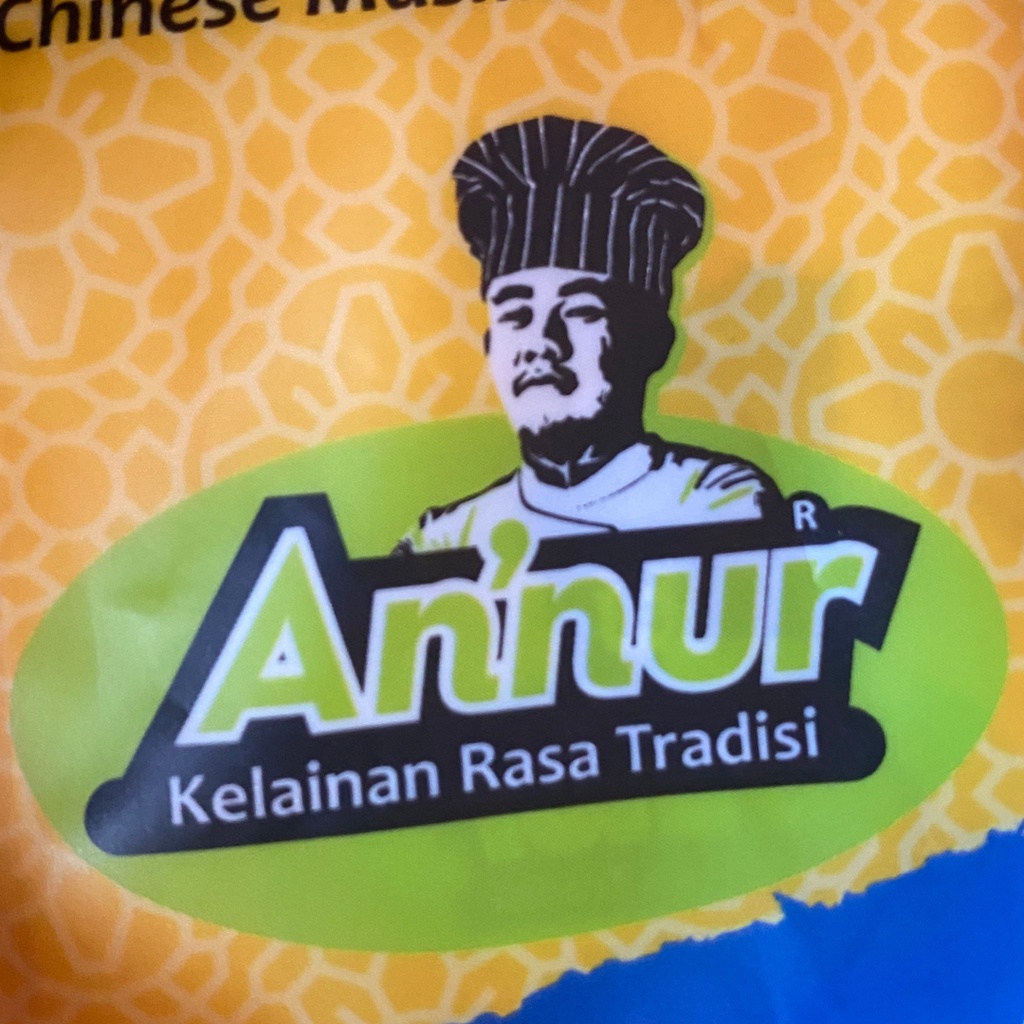 Chinese
An'nur
R
Kelainan Rasa Tradisi